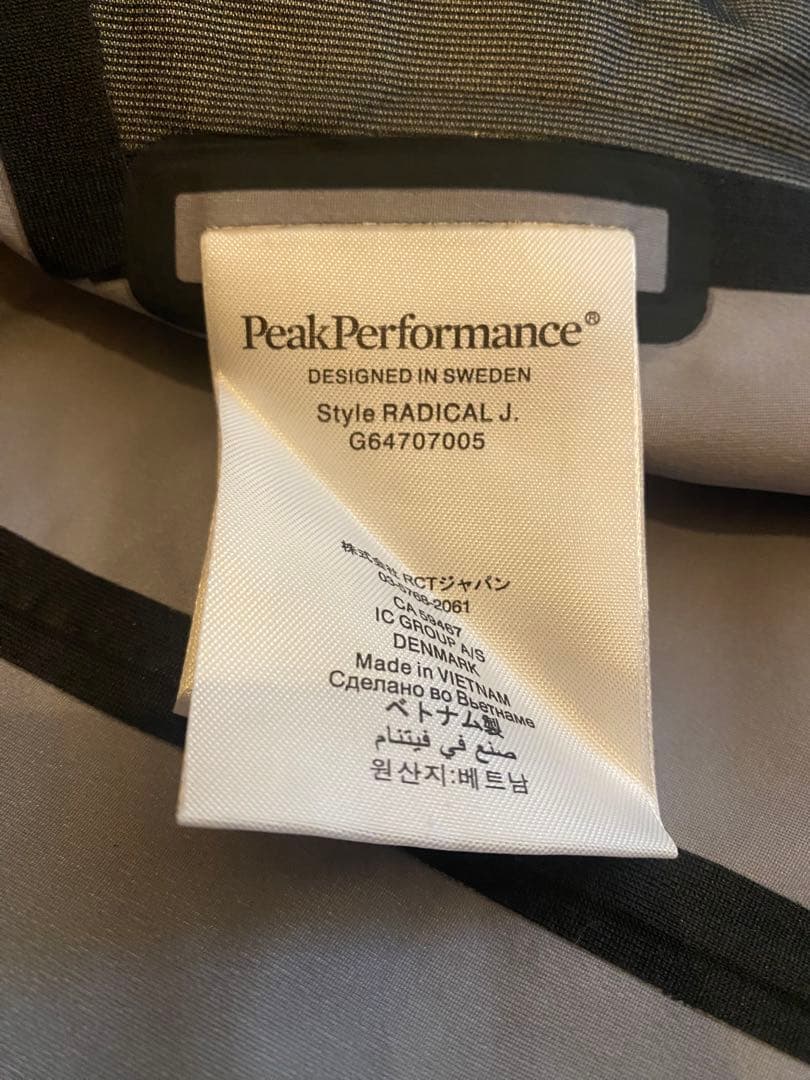 PeakPerformance®
DESIGNED IN SWEDEN
Style RADICAL J.
G64707005
株式会社 RCTジャパン
03-5768-2061
CA 59467
IC GROUP A/S
DENMARK
Made in VIETNAM
Сделано во Вьетнаме
ベトナム製
صنع في فيتنام
원산지:베트남